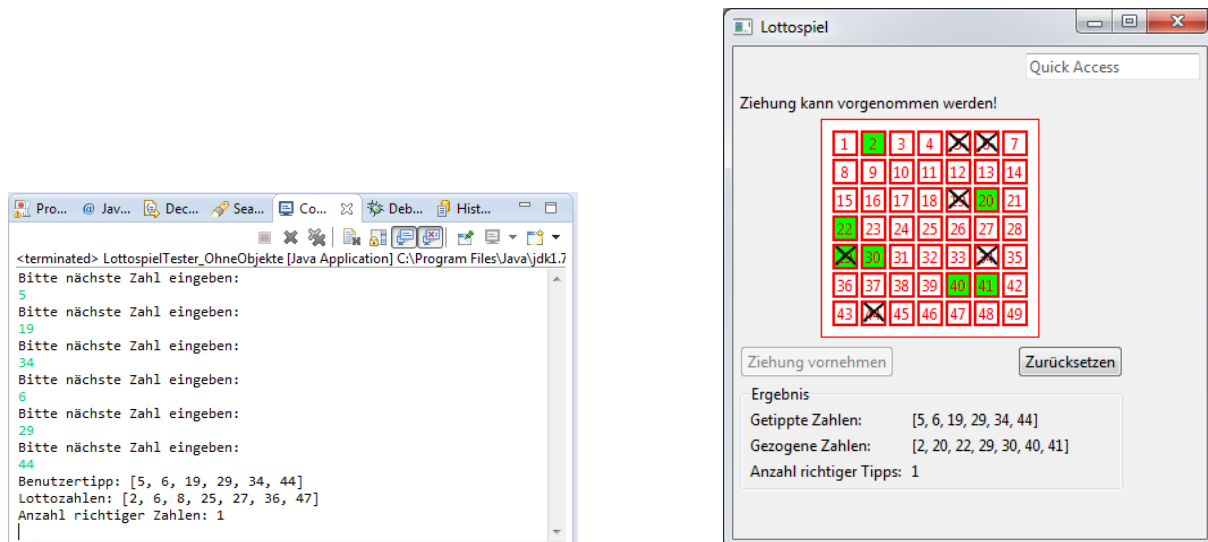 Pro... @ Jav... Dec... Sea... Co... Deb... Hist...
<terminated> LottospielTester_OhneObjekte [Java Application] C:\Program Files\Java\jdk1.7
Bitte nächste Zahl eingeben:
5
Bitte nächste Zahl eingeben:
19
Bitte nächste Zahl eingeben:
34
Bitte nächste Zahl eingeben:
6
Bitte nächste Zahl eingeben:
29
Bitte nächste Zahl eingeben:
44
Benutzertipp: [5, 6, 19, 29, 34, 44]
Lottozahlen: [2, 6, 8, 25, 27, 36, 47]
Anzahl richtiger Zahlen: 1
Lottospiel
Quick Access
Ziehung kann vorgenommen werden!
1 2 3 4 7
8 9 10 11 12 13 14
15 16 17 18 20 21
22 23 24 25 26 27 28
30 31 32 33 35
36 37 38 39 40 41 42
43 45 46 47 48 49
Ziehung vornehmen Zurücksetzen
Ergebnis
Getippte Zahlen: [5, 6, 19, 29, 34, 44]
Gezogene Zahlen: [2, 20, 22, 29, 30, 40, 41]
Anzahl richtiger Tipps: 1